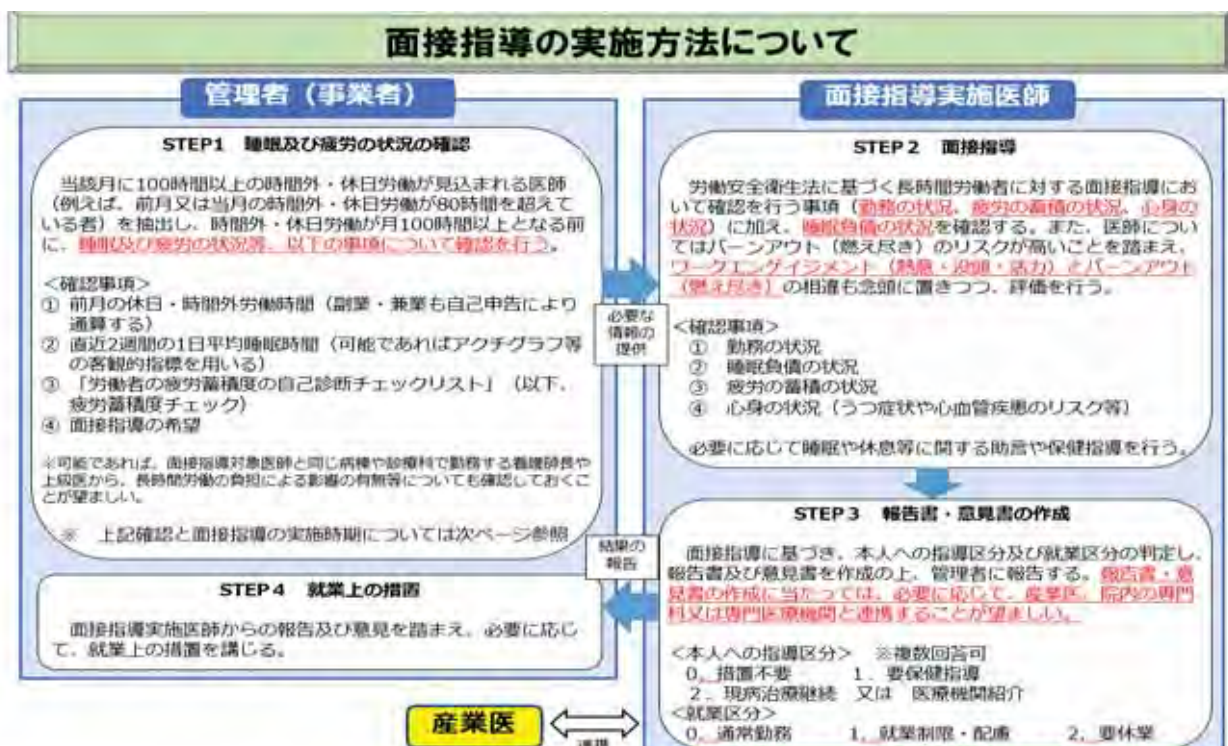 面接指導の実施方法について
管理者（事業者）
STEP1　睡眠及び疲労の状況の確認
当該月に100時間以上の時間外・休日労働が見込まれる医師
（例えば、前月又は当月の時間外・休日労働が80時間を超えて
いる者）を抽出し、時間外・休日労働が月100時間以上となる前
に、睡眠及び疲労の状況等、以下の事項について確認を行う。
＜確認事項＞
① 前月の休日・時間外労働時間（副業・兼業も自己申告により
通算する）
② 直近2週間の1日平均睡眠時間（可能であればアクチグラフ等
の客観的指標を用いる）
③ 「労働者の疲労蓄積度の自己診断チェックリスト」（以下、
疲労蓄積度チェック）
④ 面接指導の希望
※可能であれば、面接指導対象医師と同じ病棟や診療科で勤務する看護師長や
上級医から、長時間労働の負担による影響の有無等についても確認しておくこ
とが望ましい。
※　上記確認と面接指導の実施時期については次ページ参照
STEP4　就業上の措置
面接指導実施医師からの報告及び意見を踏まえ、必要に応じ
て、就業上の措置を講じる。
必要な
情報の
提供
結果の
報告
面接指導実施医師
STEP2　面接指導
労働安全衛生法に基づく長時間労働者に対する面接指導にお
いて確認を行う事項（勤務の状況、疲労の蓄積の状況、心身の
状況）に加え、睡眠負債の状況を確認する。また、医師につい
てはバーンアウト（燃え尽き）のリスクが高いことを踏まえ、
ワークエンゲイジメント（熱意・没頭・活力）とバーンアウト
（燃え尽き）の相違も念頭に置きつつ、評価を行う。
＜確認事項＞
① 勤務の状況
② 睡眠負債の状況
③ 疲労の蓄積の状況
④ 心身の状況（うつ症状や心血管疾患のリスク等）
必要に応じて睡眠や休息等に関する助言や保健指導を行う。
STEP3　報告書・意見書の作成
面接指導に基づき、本人への指導区分及び就業区分の判定し、
報告書及び意見書を作成の上、管理者に報告する。報告書・意
見書の作成に当たっては、必要に応じて、産業医、院内の専門
科又は専門医療機関と連携することが望ましい。
＜本人への指導区分＞　※複数回答可
0．措置不要　　1．要保健指導
2．現病治療継続　又は　医療機関紹介
＜就業区分＞
0．通常勤務　　1．就業制限・配慮　　2．要休業
産業医